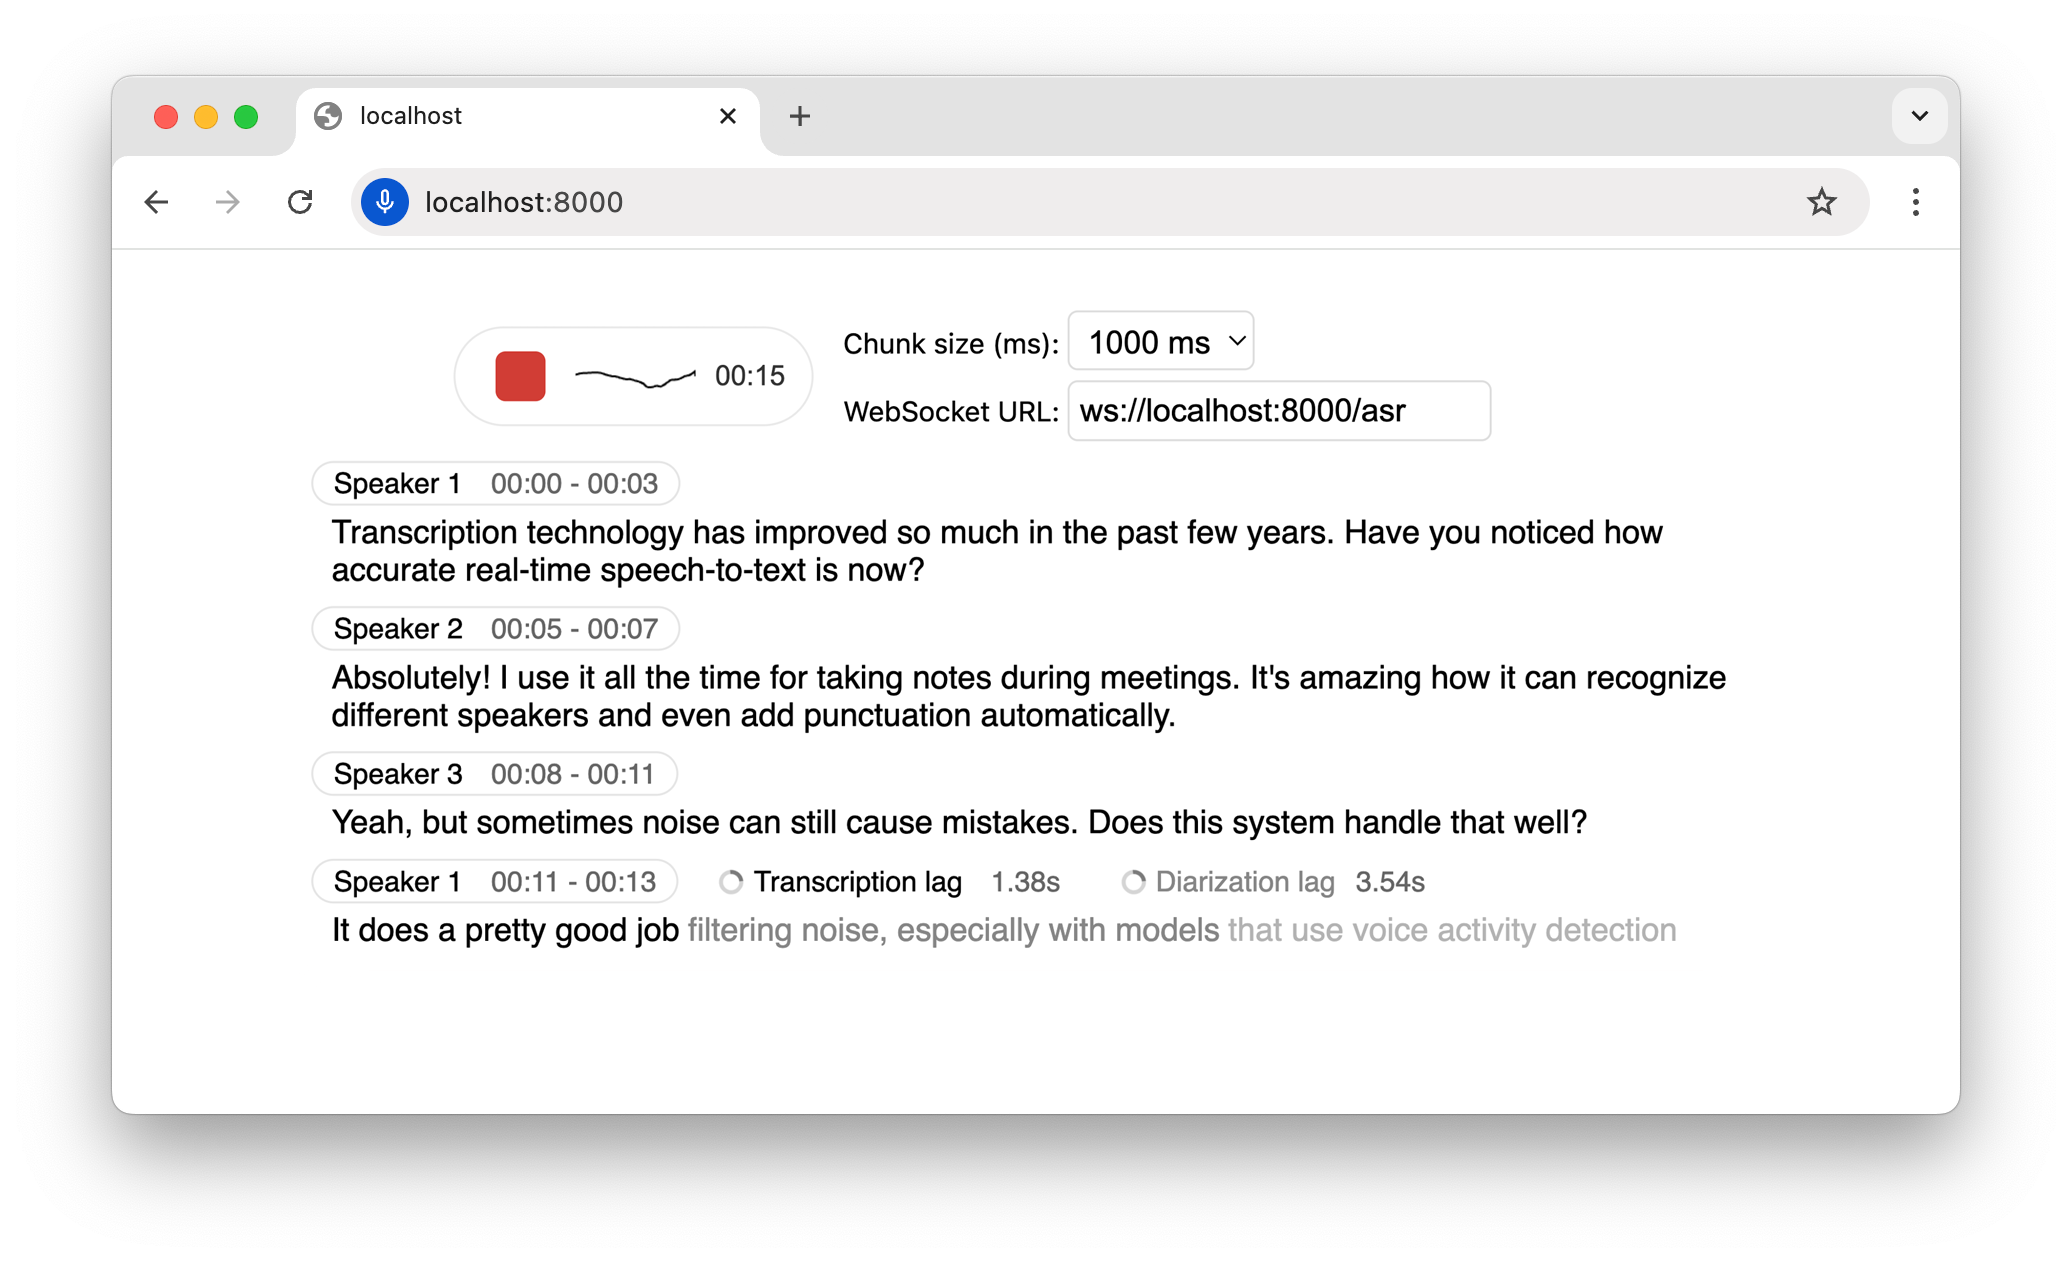 localhost
localhost:8000
00:15
Chunk size (ms): 1000 ms
WebSocket URL: ws://localhost:8000/asr
Speaker 1 00:00 - 00:03
Transcription technology has improved so much in the past few years. Have you noticed how
accurate real-time speech-to-text is now?
Speaker 2 00:05 - 00:07
Absolutely! I use it all the time for taking notes during meetings. It's amazing how it can recognize
different speakers and even add punctuation automatically.
Speaker 3 00:08 - 00:11
Yeah, but sometimes noise can still cause mistakes. Does this system handle that well?
Speaker 1 00:11 - 00:13 Transcription lag 1.38s Diarization lag 3.54s
It does a pretty good job filtering noise, especially with models that use voice activity detection